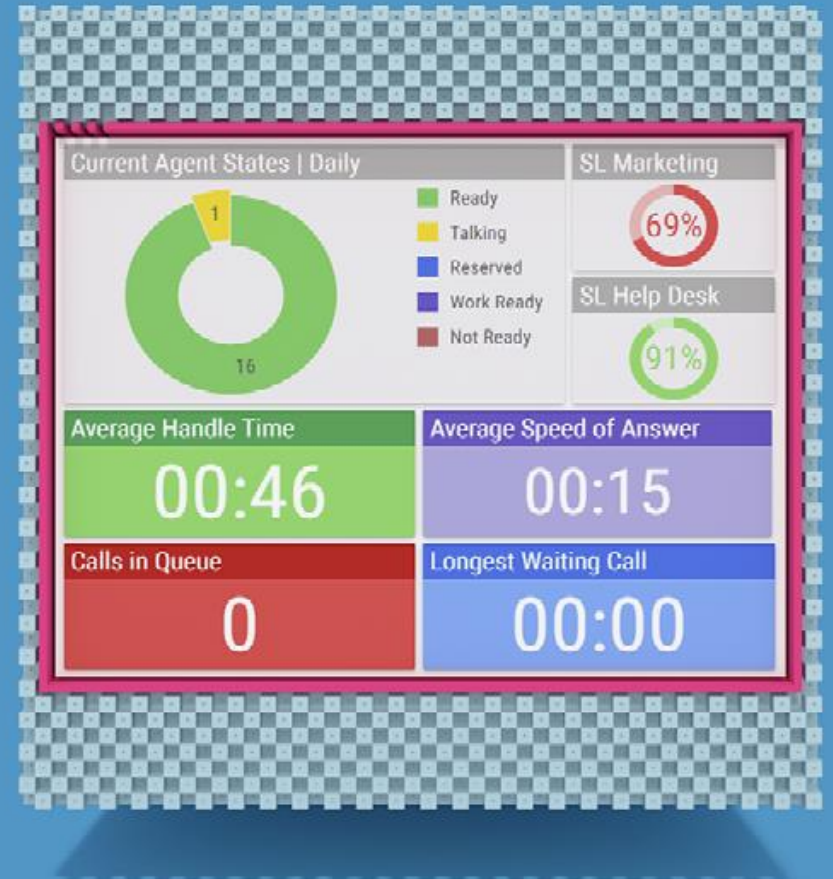 Current Agent States | Daily
1
16
Ready
Talking
Reserved
Work Ready
Not Ready
SL Marketing
69%
SL Help Desk
91%
Average Handle Time
00:46
Average Speed of Answer
00:15
Calls in Queue
0
Longest Waiting Call
00:00